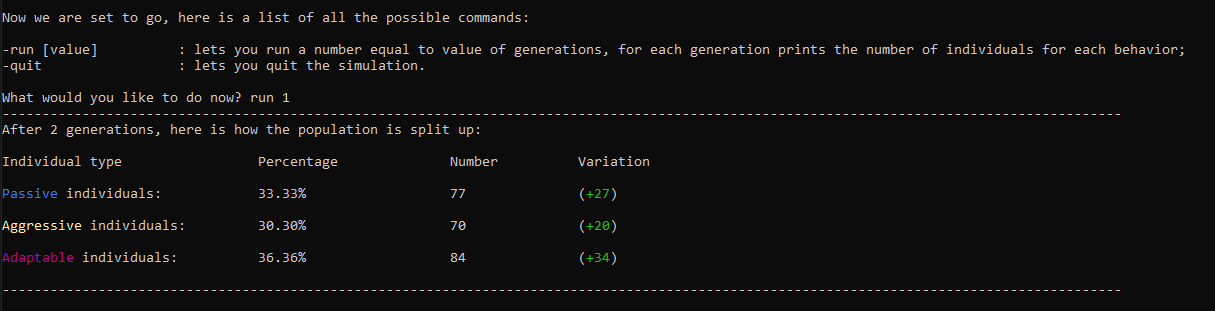 Now we are set to go, here is a list of all the possible commands:
-run [value] : lets you run a number equal to value of generations, for each generation prints the number of individuals for each behavior;
-quit : lets you quit the simulation.
What would you like to do now? run 1
--------------------------------------------------------------------------------------------------------------------------------------------
After 2 generations, here is how the population is split up:
Individual type Percentage Number Variation
Passive individuals: 33.33% 77 (+27)
Aggressive individuals: 30.30% 70 (+20)
Adaptable individuals: 36.36% 84 (+34)
--------------------------------------------------------------------------------------------------------------------------------------------